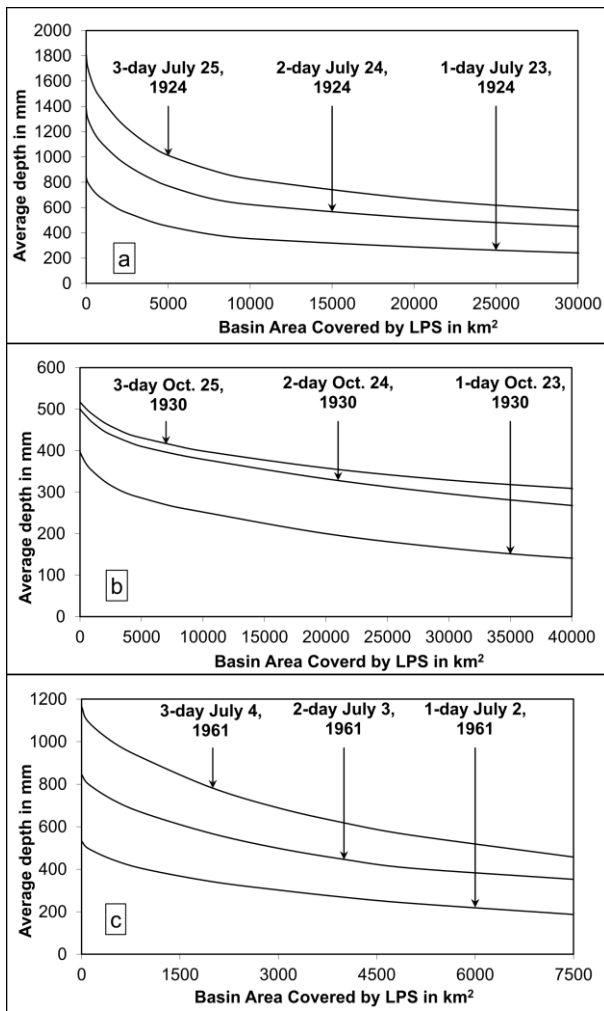 2000
1800
1600
1400
1200
1000
800
600
400
200
0
Average depth in mm
3-day July 25,
1924
2-day July 24,
1924
1-day July 23,
1924
a
0 5000 10000 15000 20000 25000 30000
Basin Area Covered by LPS in km²
600
500
400
300
200
100
0
Average depth in mm
3-day Oct. 25,
1930
2-day Oct. 24,
1930
1-day Oct. 23,
1930
b
0 5000 10000 15000 20000 25000 30000 35000 40000
Basin Area Coverd by LPS in km²
1200
1000
800
600
400
200
0
Average depth in mm
3-day July 4,
1961
2-day July 3,
1961
1-day July 2,
1961
c
0 1500 3000 4500 6000 7500
Basin Area Covered by LPS in km²